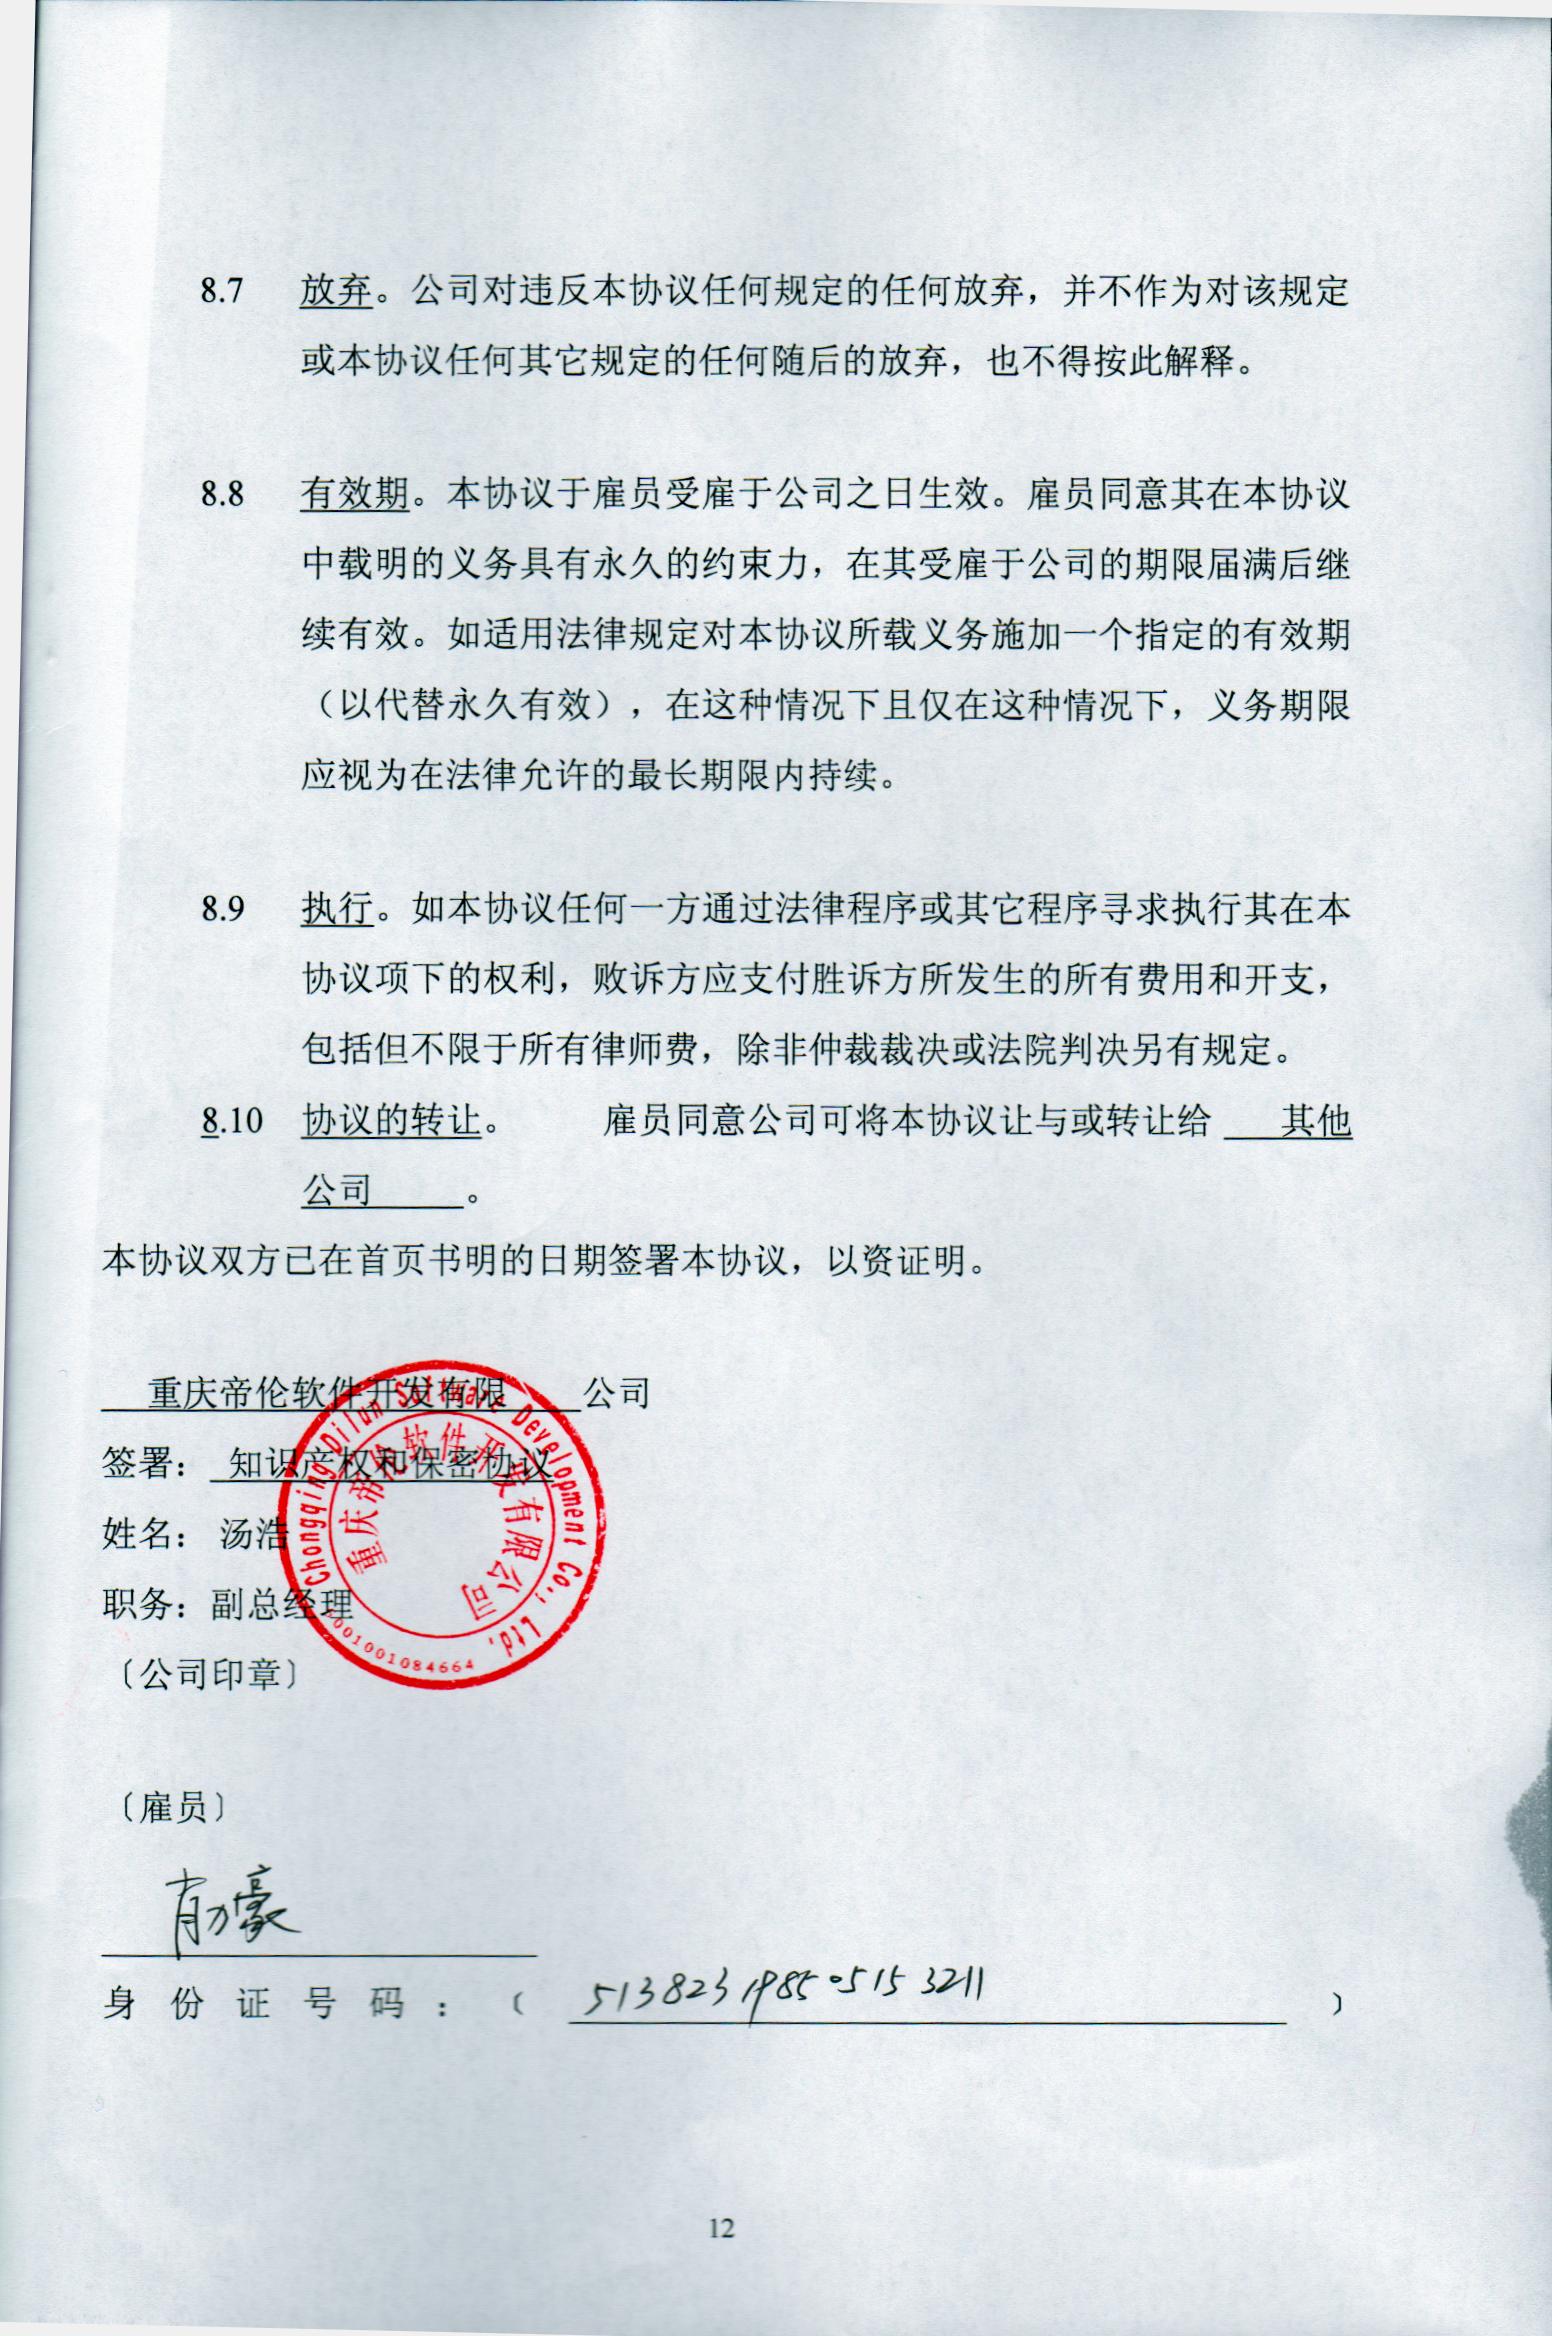 8.7 放弃。公司对违反本协议任何规定的任何放弃，并不作为对该规定
或本协议任何其它规定的任何随后的放弃，也不得按此解释。
8.8 有效期。本协议于雇员受雇于公司之日生效。雇员同意其在本协议
中载明的义务具有永久的约束力，在其受雇于公司的期限届满后继
续有效。如适用法律规定对本协议所载义务施加一个指定的有效期
（以代替永久有效），在这种情况下且仅在这种情况下，义务期限
应视为在法律允许的最长期限内持续。
8.9 执行。如本协议任何一方通过法律程序或其它程序寻求执行其在本
协议项下的权利，败诉方应支付胜诉方所发生的所有费用和开支，
包括但不限于所有律师费，除非仲裁裁决或法院判决另有规定。
8.10 协议的转让。 雇员同意公司可将本协议让与或转让给 其他
公司 。
本协议双方已在首页书明的日期签署本协议，以资证明。
重庆帝伦软件开发有限 公司
签署： 知识产权和保密协议
姓名： 汤浩
职务：副总经理
〔公司印章〕
Chongqing Dilun Software Development Co., Ltd.
重庆帝伦软件开发有限公司
001001084664
〔雇员〕
身份证号码：（ 513823198505153211 ）
12